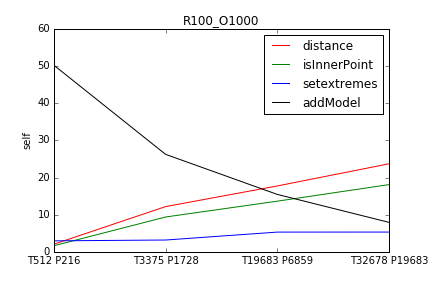 R100_O1000
distance
isInnerPoint
setextremes
addModel
self
60
50
40
30
20
10
0
T512 P216 T3375 P1728 T19683 P6859 T32678 P19683